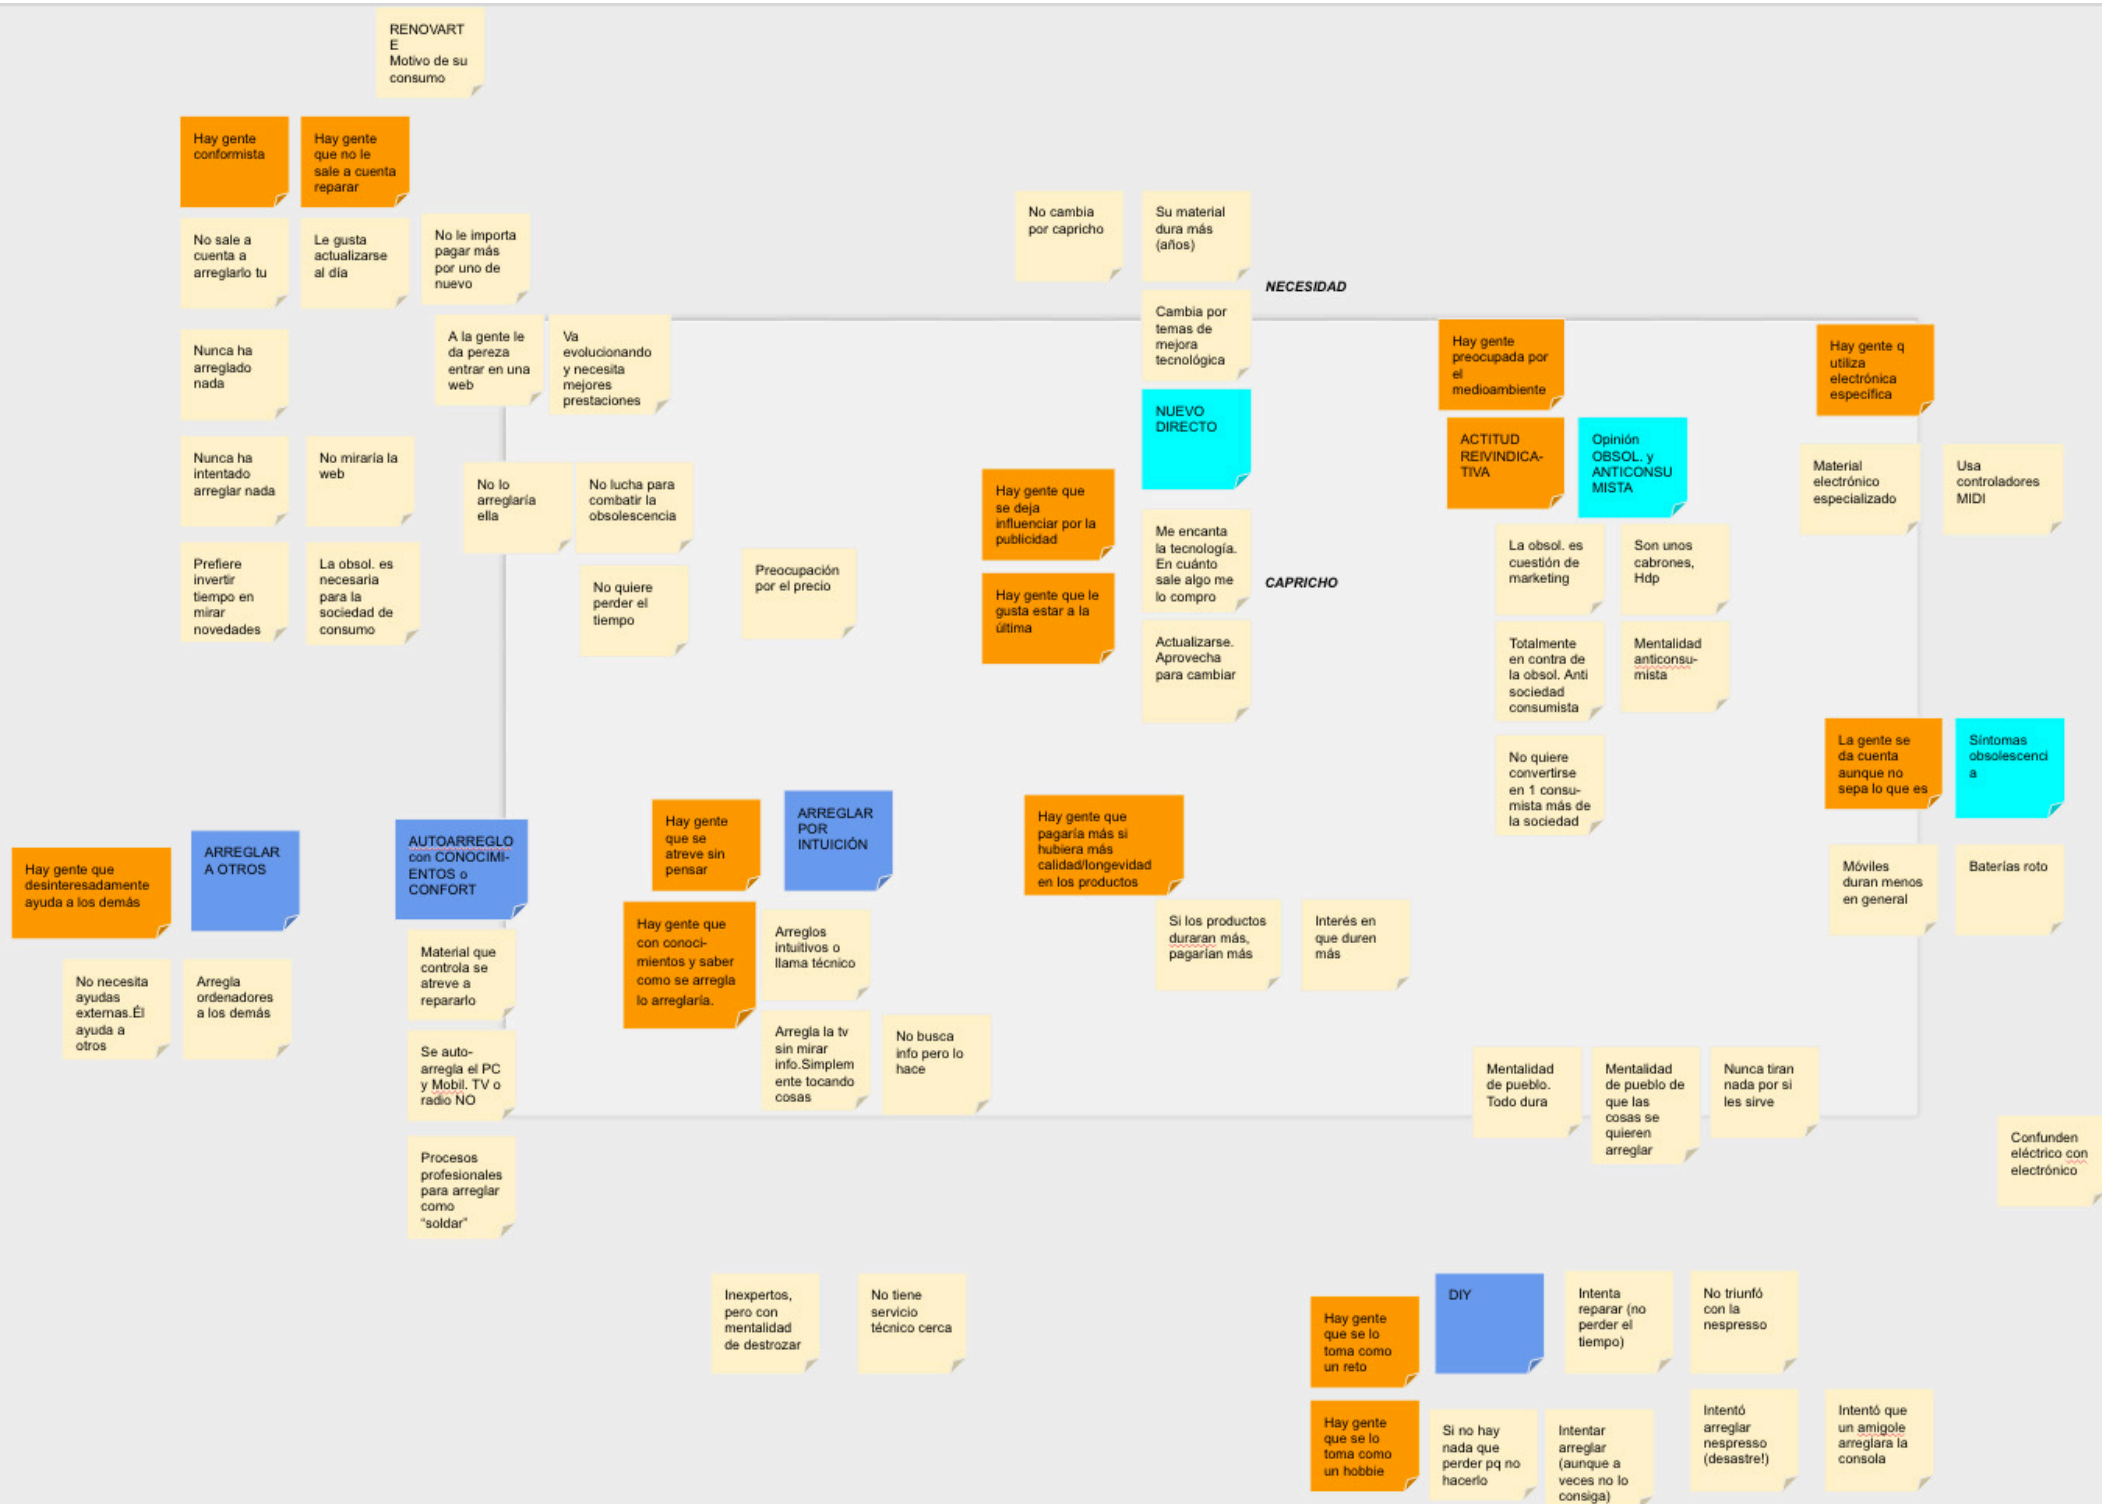 RENOVART
E
Motivo de su
consumo
Hay gente
conformista
Hay gente
que no le
sale a cuenta
reparar
No sale a
cuenta a
arreglarlo tu
Le gusta
actualizarse
al día
No le importa
pagar más
por uno de
nuevo
Nunca ha
arreglado
nada
A la gente le
da pereza
entrar en una
web
Va
evolucionando
y necesita
mejores
prestaciones
Nunca ha
intentado
arreglar nada
No miraría la
web
No lo
arreglaría
ella
No lucha para
combatir la
obsolescencia
Prefiere
invertir
tiempo en
mirar
novedades
La obsol. es
necesaria
para la
sociedad de
consumo
No quiere
perder el
tiempo
Preocupación
por el precio
No cambia
por capricho
Su material
dura más
(años)
NECESIDAD
Cambia por
temas de
mejora
tecnológica
NUEVO
DIRECTO
Hay gente que
se deja
influenciar por la
publicidad
Me encanta
la tecnología.
En cuánto
sale algo me
lo compro
CAPRICHO
Hay gente que le
gusta estar a la
última
Actualizarse.
Aprovecha
para cambiar
Hay gente
preocupada por
el
medioambiente
ACTITUD
REIVINDICA-
TIVA
Opinión
OBSOL. y
ANTICONSU
MISTA
La obsol. es
cuestión de
marketing
Son unos
cabrones,
Hdp
Totalmente
en contra de
la obsol. Anti
sociedad
consumista
Mentalidad
anticonsu-
mista
No quiere
convertirse
en 1 consu-
mista más de
la sociedad
Hay gente q
utiliza
electrónica
específica
Material
electrónico
especializado
Usa
controladores
MIDI
La gente se
da cuenta
aunque no
sepa lo que es
Síntomas
obsolescenci
a
Móviles
duran menos
en general
Baterías roto
Hay gente que
desinteresadamente
ayuda a los demás
ARREGLAR
A OTROS
No necesita
ayudas
externas.Él
ayuda a
otros
Arregla
ordenadores
a los demás
AUTOARREGLO
con CONOCIMI-
ENTOS o
CONFORT
Material que
controla se
atreve a
repararlo
Se auto-
arregla el PC
y Mobil. TV o
radio NO
Procesos
profesionales
para arreglar
como
"soldar"
Hay gente
que se
atreve sin
pensar
ARREGLAR
POR
INTUICIÓN
Hay gente que
con conoci-
mientos y saber
como se arregla
lo arreglaría.
Arreglos
intuitivos o
llama técnico
Arregla la tv
sin mirar
info.Simplem
ente tocando
cosas
No busca
info pero lo
hace
Hay gente que
pagaría más si
hubiera más
calidad/longevidad
en los productos
Si los productos
duraran más,
pagarían más
Interés en
que duren
más
Mentalidad
de pueblo.
Todo dura
Mentalidad
de pueblo de
que las
cosas se
quieren
arreglar
Nunca tiran
nada por si
les sirve
Confunden
eléctrico con
electrónico
Inexpertos,
pero con
mentalidad
de destrozar
No tiene
servicio
técnico cerca
Hay gente
que se lo
toma como
un reto
DIY
Intenta
reparar (no
perder el
tiempo)
No triunfó
con la
nespresso
Hay gente
que se lo
toma como
un hobbie
Si no hay
nada que
perder pq no
hacerlo
Intentar
arreglar
(aunque a
veces no lo
consiga)
Intentó
arreglar
nespresso
(desastre!)
Intentó que
un amigole
arreglara la
consola